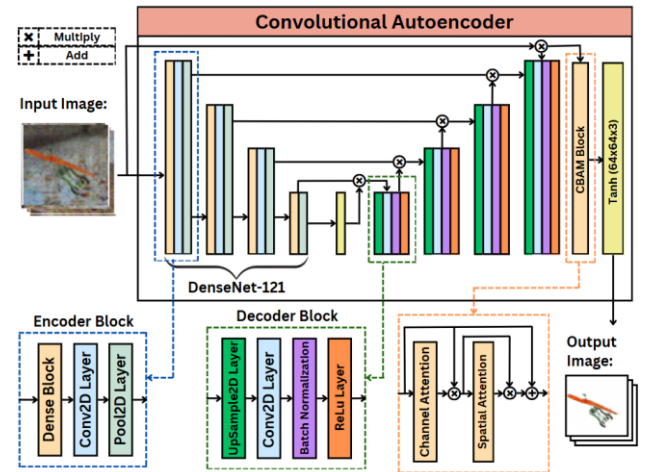 Convolutional Autoencoder
Multiply
Add
Input Image:
CBAM Block
Tanh (64x64x3)
DenseNet-121
Encoder Block
Dense Block
Conv2D Layer
Pool2D Layer
Decoder Block
UpSample2D Layer
Conv2D Layer
Batch Normalization
ReLu Layer
Channel Attention
Spatial Attention
Output
Image: